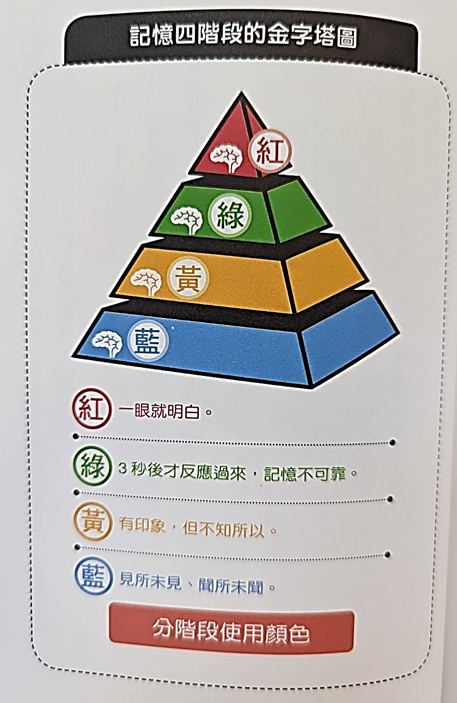 記憶四階段的金字塔圖
紅
綠
黃
藍
紅 一眼就明白。
綠 3秒後才反應過來，記憶不可靠。
黃 有印象，但不知所以。
藍 見所未見、聞所未聞。
分階段使用顏色